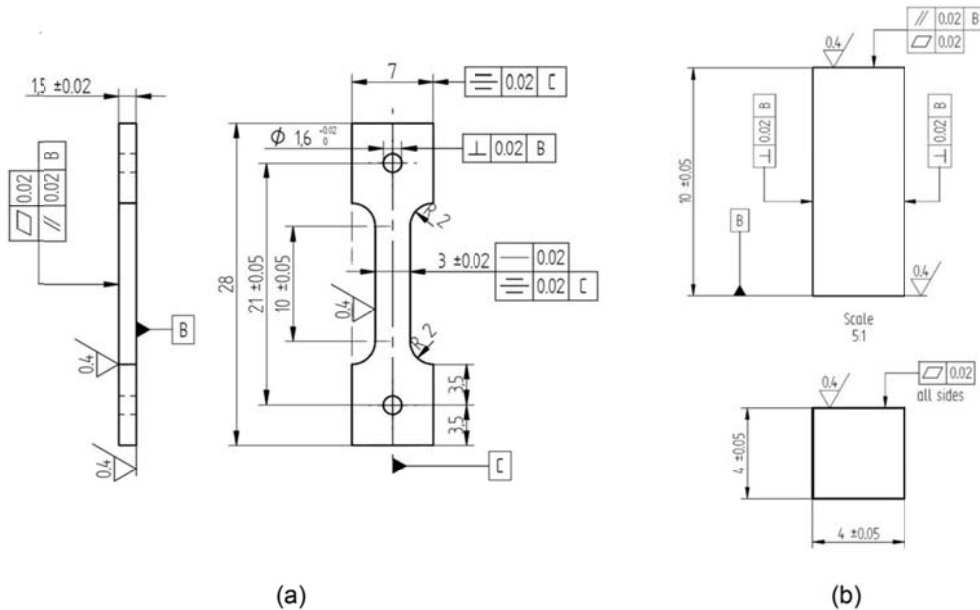 1,5 ±0.02
▱ 0.02
// 0.02 B
0.4
0.4
B
7
⌯ 0.02 C
Ø 1,6 -0.02 0
⊥ 0.02 B
R 2
28
21 ±0.05
10 ±0.05
3 ±0.02
— 0.02
⌯ 0.02 C
0.4
R 2
3,5
3,5
C
(a)
// 0.02 B
▱ 0.02
0.4
10 ±0.05
⊥ 0.02 B
⊥ 0.02 B
B
0.4
Scale
5:1
0.4
▱ 0.02
all sides
4 ±0.05
4 ±0.05
(b)